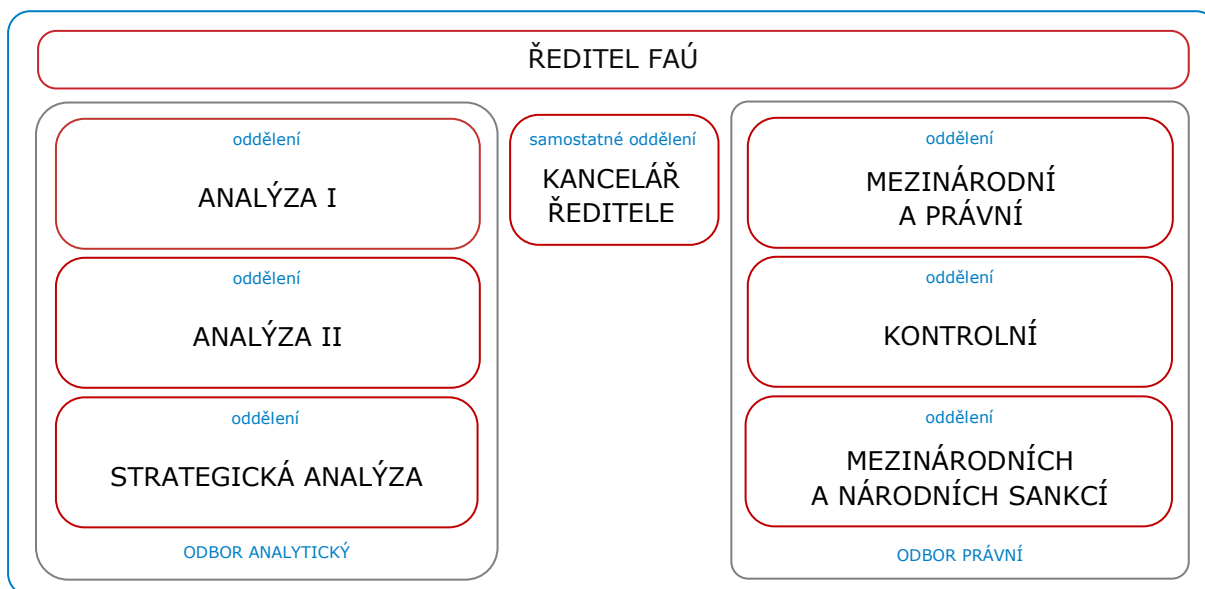 ŘEDITEL FAÚ
oddělení
ANALÝZA I
oddělení
ANALÝZA II
oddělení
STRATEGICKÁ ANALÝZA
ODBOR ANALYTICKÝ
samostatné oddělení
KANCELÁŘ
ŘEDITELE
oddělení
MEZINÁRODNÍ
A PRÁVNÍ
oddělení
KONTROLNÍ
oddělení
MEZINÁRODNÍCH
A NÁRODNÍCH SANKCÍ
ODBOR PRÁVNÍ